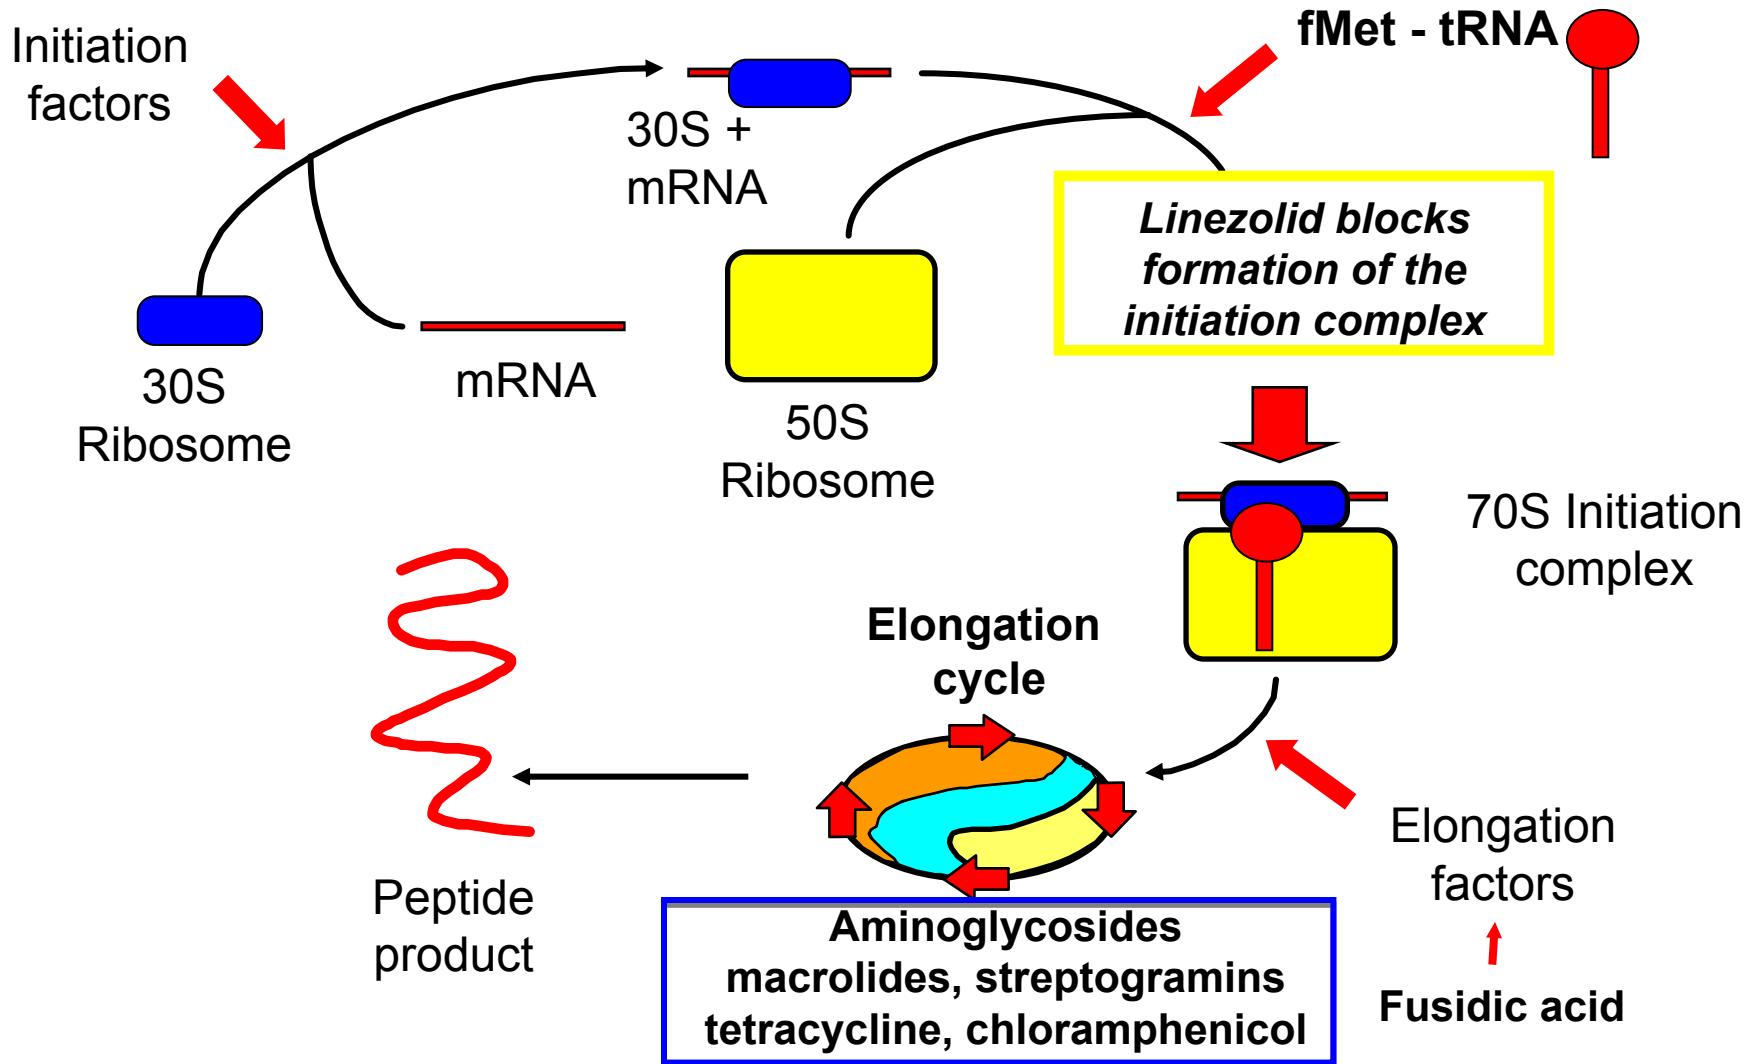 Initiation
factors
fMet - tRNA
30S +
mRNA
Linezolid blocks
formation of the
initiation complex
30S
Ribosome
mRNA
50S
Ribosome
70S Initiation
complex
Elongation
cycle
Elongation
factors
Fusidic acid
Peptide
product
Aminoglycosides
macrolides, streptogramins
tetracycline, chloramphenicol